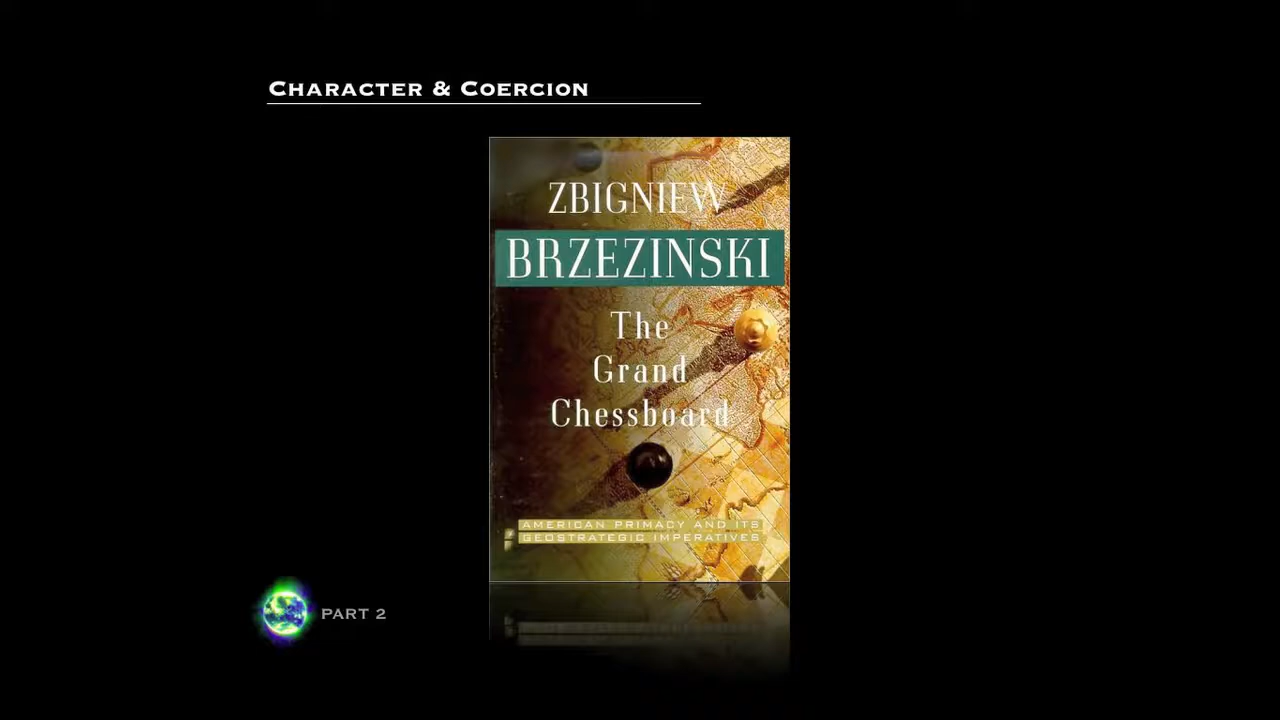 CHARACTER & COERCION
ZBIGNIEW
BRZEZINSKI
The
Grand
Chessboard
AMERICAN PRIMACY AND ITS
GEOSTRATEGIC IMPERATIVES
PART 2